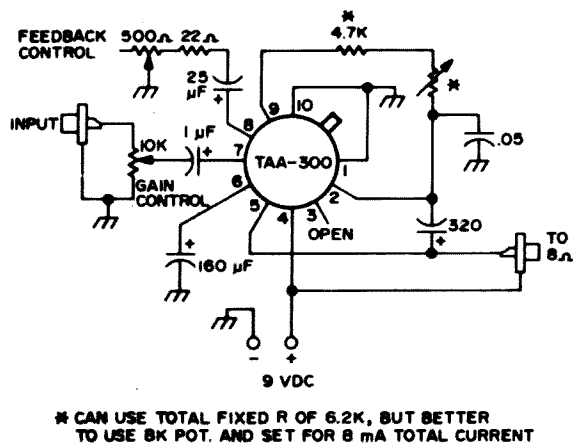 FEEDBACK
CONTROL
500Ω
22Ω
*
4.7K
*
25
μF
+
INPUT
10K
GAIN
CONTROL
1 μF
+
8
9
10
7
TAA-300
1
6
5
4
3
2
OPEN
.05
320
+
TO
8Ω
+
160 μF
-
+
9 VDC
* CAN USE TOTAL FIXED R OF 6.2K, BUT BETTER
TO USE 8K POT. AND SET FOR 8 mA TOTAL CURRENT